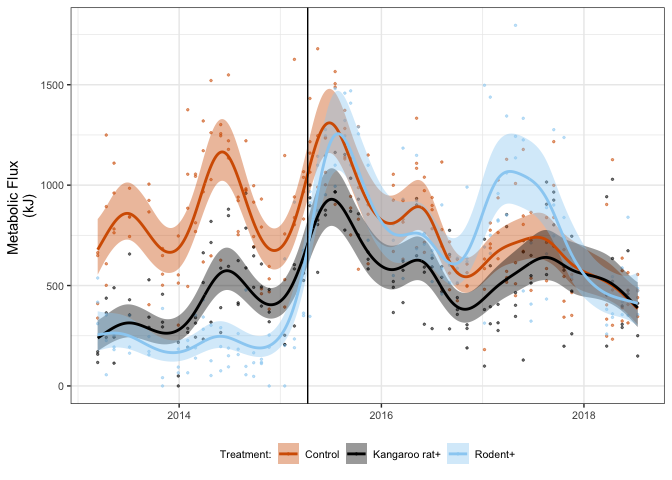 Metabolic Flux
(kJ)
1500
1000
500
0
2014
2016
2018
Treatment:
Control
Kangaroo rat+
Rodent+